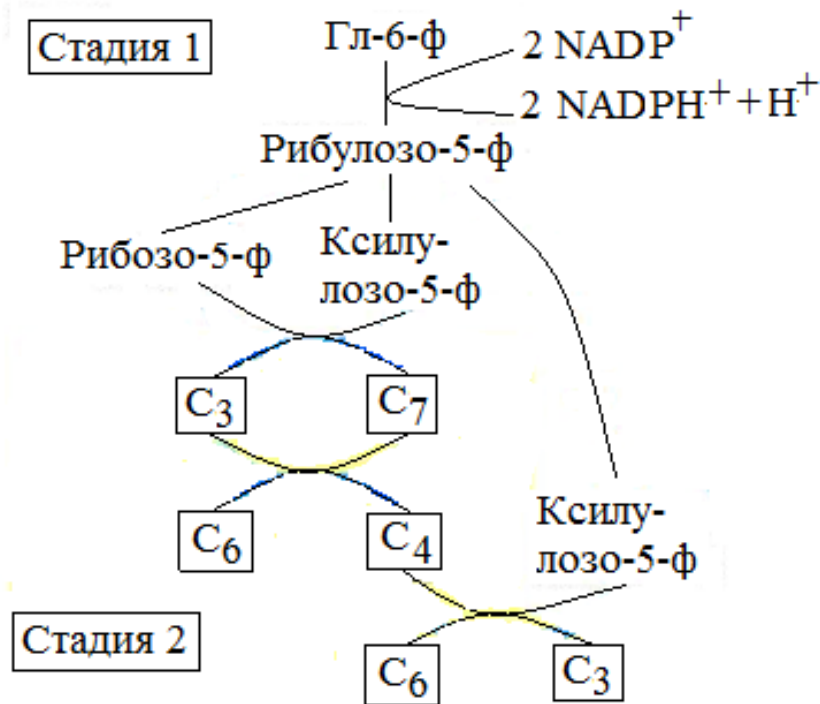 Стадия 1
Гл-6-ф
2 NADP+
2 NADPH+ + H+
Рибулозо-5-ф
Рибозо-5-ф
Ксилу-
лозо-5-ф
C3
C7
C6
C4
Ксилу-
лозо-5-ф
Стадия 2
C6
C3